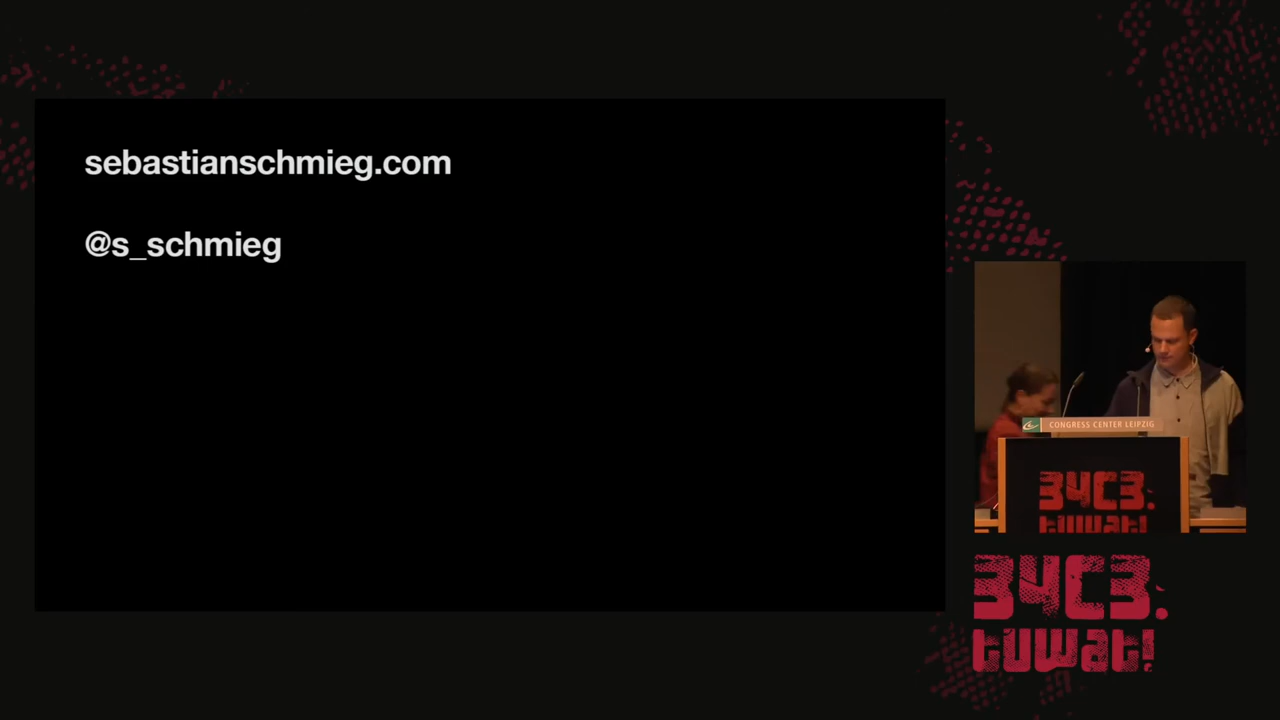 sebastianschmieg.com
@s_schmieg
CONGRESS CENTER LEIPZIG
34C3.
tuwat!
34C3.
tuwat!